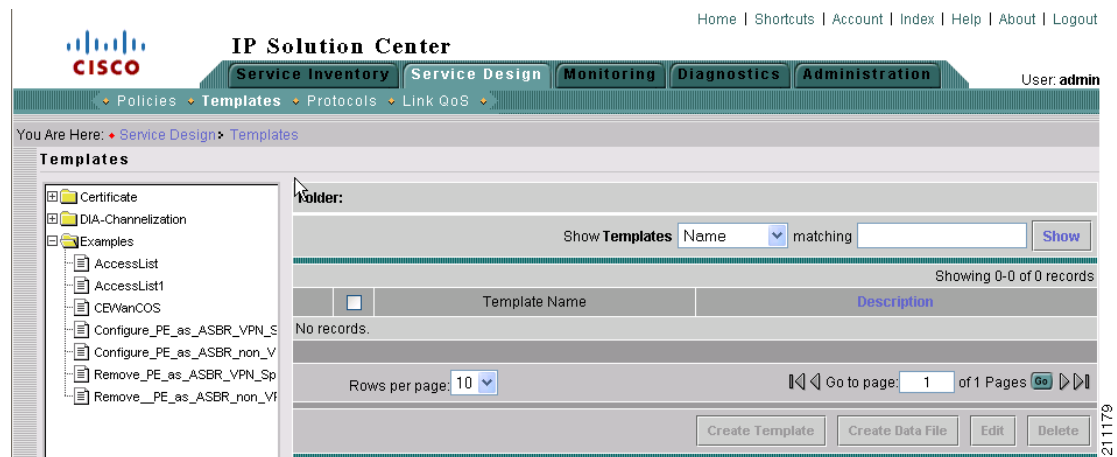 Home | Shortcuts | Account | Index | Help | About | Logout
CISCO
IP Solution Center
Service Inventory Service Design Monitoring Diagnostics Administration
User: admin
Policies Templates Protocols Link QoS
You Are Here: Service Design Templates
Templates
Certificate
DIA-Channelization
Examples
AccessList
AccessList1
CEWanCOS
Configure_PE_as_ASBR_VPN_S
Configure_PE_as_ASBR_non_V
Remove_PE_as_ASBR_VPN_Sp
Remove__PE_as_ASBR_non_VF
Folder:
Show Templates Name matching Show
Showing 0-0 of 0 records
Template Name Description
No records.
Rows per page: 10 Go to page: 1 of 1 Pages Go
Create Template Create Data File Edit Delete
211179